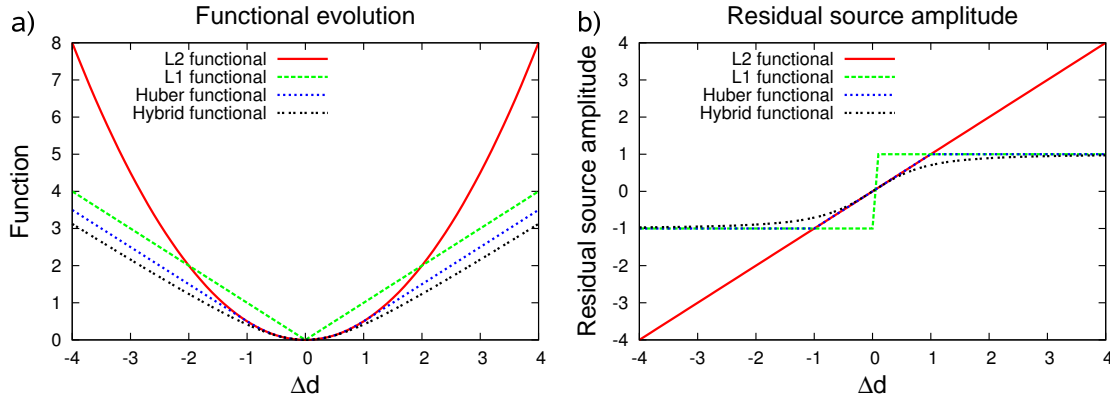 a)
Functional evolution
8
7
6
5
4
3
2
1
0
Function
L2 functional
L1 functional
Huber functional
Hybrid functional
-4 -3 -2 -1 0 1 2 3 4
Δd
b)
Residual source amplitude
4
3
2
1
0
-1
-2
-3
-4
Residual source amplitude
L2 functional
L1 functional
Huber functional
Hybrid functional
-4 -3 -2 -1 0 1 2 3 4
Δd